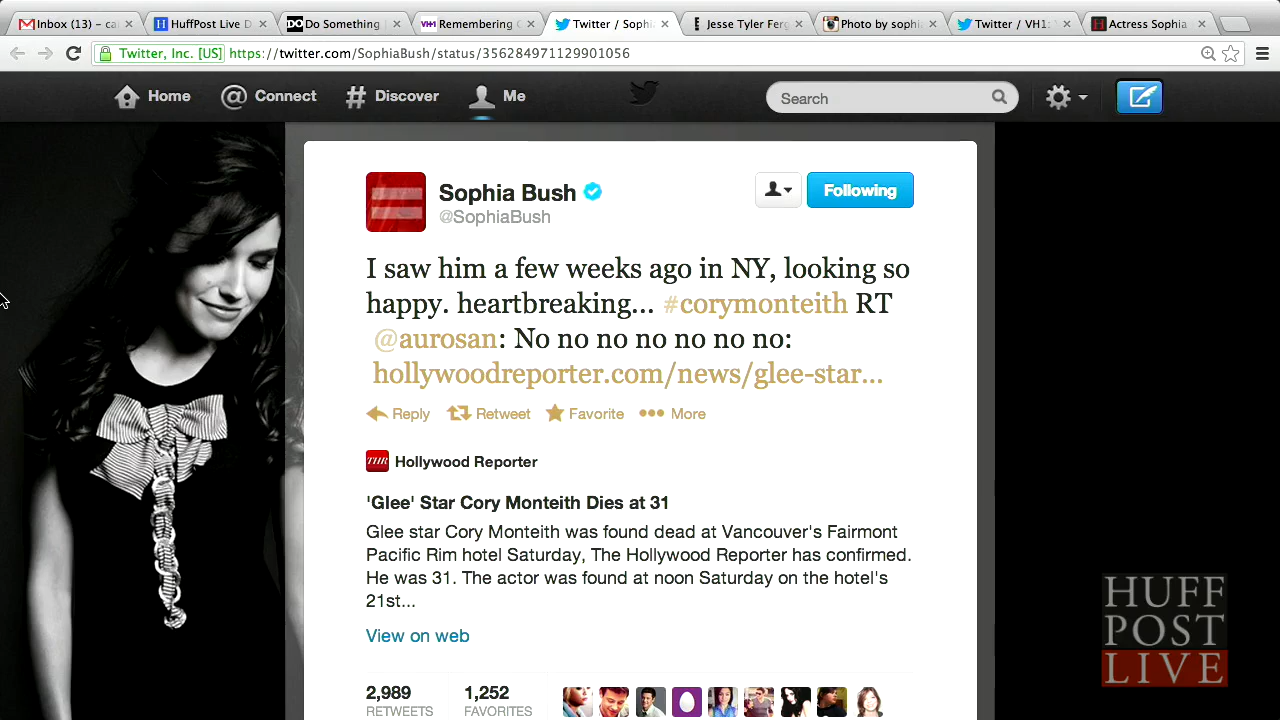 Inbox (13) – ca
HuffPost Live D
Do Something |
Remembering C
Twitter / Sophia
Jesse Tyler Ferg
Photo by sophi
Twitter / VH1:
Actress Sophia
Twitter, Inc. [US] https://twitter.com/SophiaBush/status/356284971129901056
Home @ Connect # Discover Me Search
Sophia Bush
@SophiaBush
Following
I saw him a few weeks ago in NY, looking so
happy. heartbreaking... #corymonteith RT
@aurosan: No no no no no no no:
hollywoodreporter.com/news/glee-star...
Reply Retweet Favorite More
THR Hollywood Reporter
'Glee' Star Cory Monteith Dies at 31
Glee star Cory Monteith was found dead at Vancouver's Fairmont
Pacific Rim hotel Saturday, The Hollywood Reporter has confirmed.
He was 31. The actor was found at noon Saturday on the hotel's
21st...
View on web
2,989 1,252
RETWEETS FAVORITES
HUFF
POST
LIVE